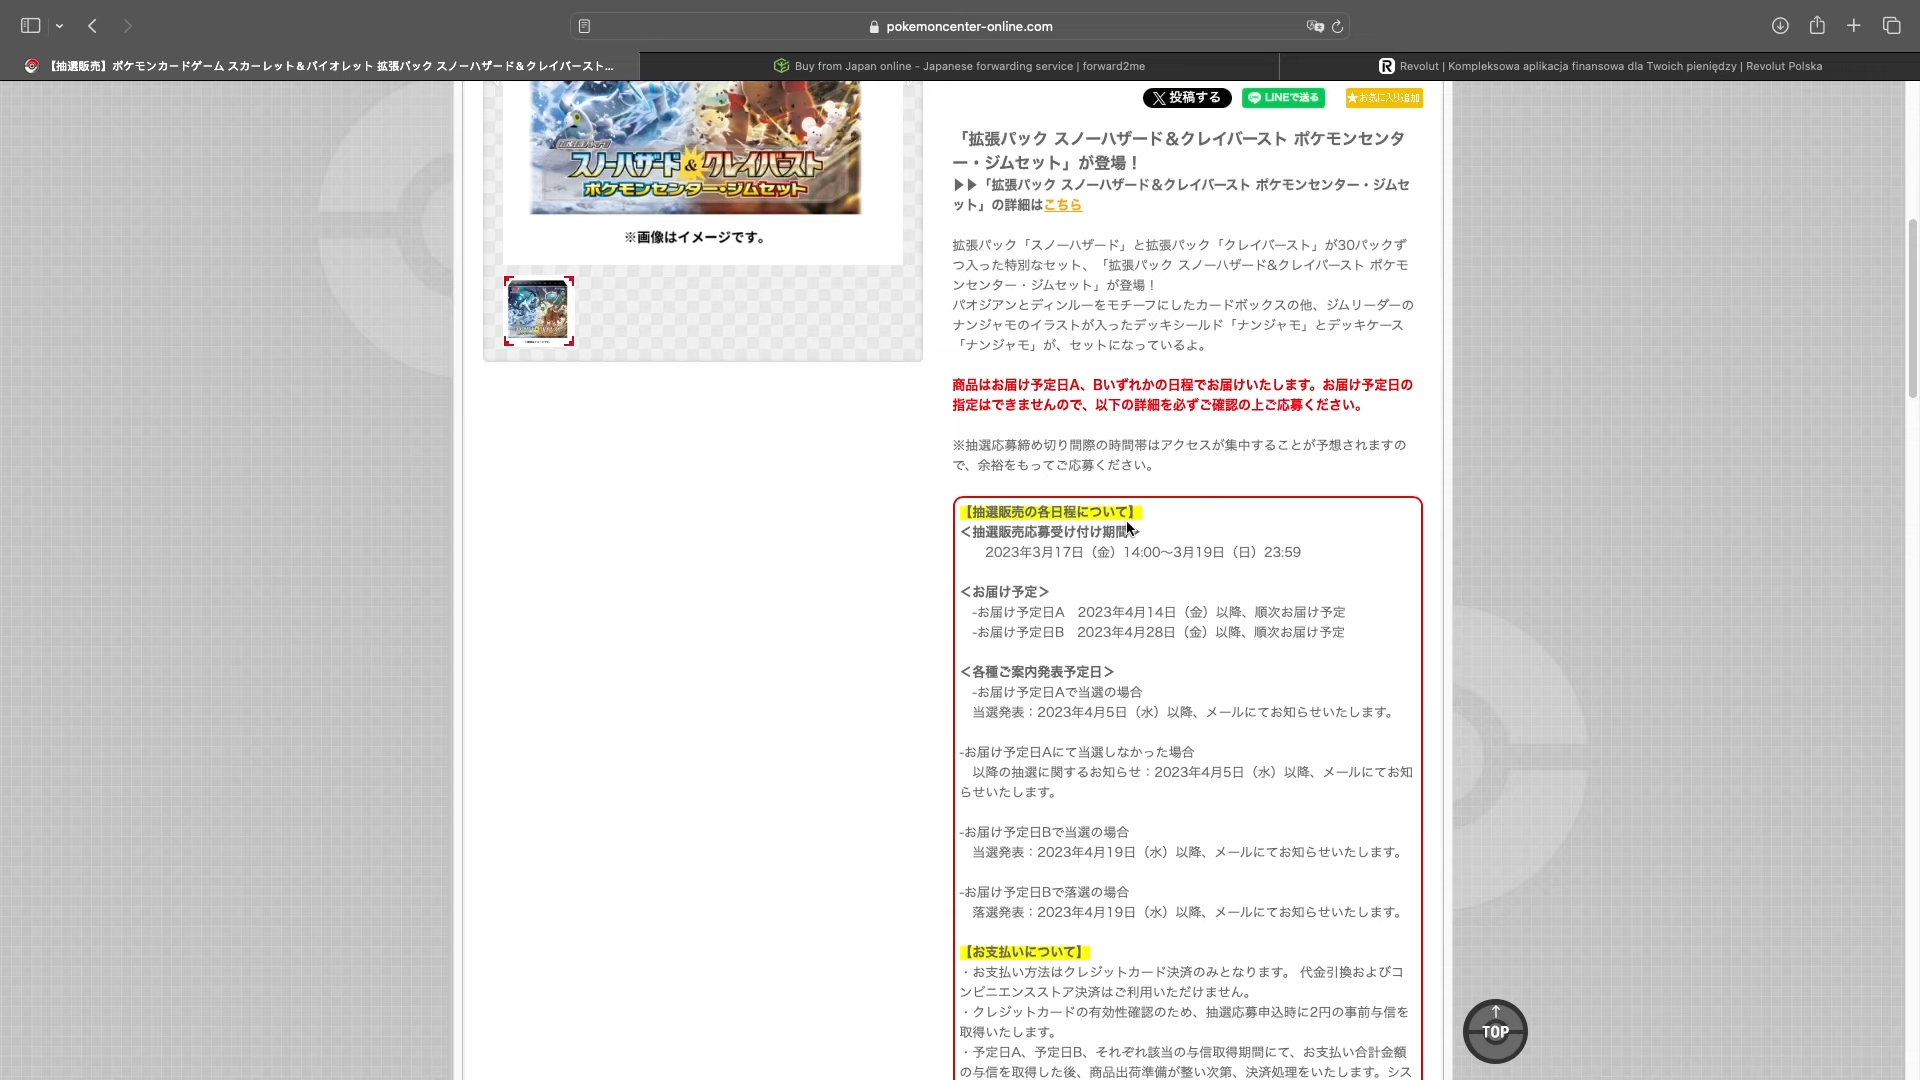 pokemoncenter-online.com
【抽選販売】ポケモンカードゲーム スカーレット＆バイオレット 拡張パック スノーハザード＆クレイバースト...
Buy from Japan online - Japanese forwarding service | forward2me
Revolut | Kompleksowa aplikacja finansowa dla Twoich pieniędzy | Revolut Polska
スノーハザード&クレイバースト
ポケモンセンター・ジムセット
※画像はイメージです。
投稿する
LINEで送る
★お気に入り追加
「拡張パック スノーハザード＆クレイバースト ポケモンセンタ
ー・ジムセット」が登場！
▶▶「拡張パック スノーハザード＆クレイバースト ポケモンセンター・ジムセ
ット」の詳細はこちら
拡張パック「スノーハザード」と拡張パック「クレイバースト」が30パックず
つ入った特別なセット、「拡張パック スノーハザード&クレイバースト ポケモ
ンセンター・ジムセット」が登場！
パオジアンとディンルーをモチーフにしたカードボックスの他、ジムリーダーの
ナンジャモのイラストが入ったデッキシールド「ナンジャモ」とデッキケース
「ナンジャモ」が、セットになっているよ。
商品はお届け予定日A、Bいずれかの日程でお届けいたします。お届け予定日の
指定はできませんので、以下の詳細を必ずご確認の上ご応募ください。
※抽選応募締め切り間際の時間帯はアクセスが集中することが予想されますの
で、余裕をもってご応募ください。
【抽選販売の各日程について】
＜抽選販売応募受け付け期間＞
2023年3月17日（金）14:00～3月19日（日）23:59
＜お届け予定＞
-お届け予定日A　2023年4月14日（金）以降、順次お届け予定
-お届け予定日B　2023年4月28日（金）以降、順次お届け予定
＜各種ご案内発表予定日＞
-お届け予定日Aで当選の場合
当選発表：2023年4月5日（水）以降、メールにてお知らせいたします。
-お届け予定日Aにて当選しなかった場合
以降の抽選に関するお知らせ：2023年4月5日（水）以降、メールにてお知
らせいたします。
-お届け予定日Bで当選の場合
当選発表：2023年4月19日（水）以降、メールにてお知らせいたします。
-お届け予定日Bで落選の場合
落選発表：2023年4月19日（水）以降、メールにてお知らせいたします。
【お支払いについて】
・お支払い方法はクレジットカード決済のみとなります。 代金引換およびコ
ンビニエンスストア決済はご利用いただけません。
・クレジットカードの有効性確認のため、抽選応募申込時に2円の事前与信を
取得いたします。
・予定日A、予定日B、それぞれ該当の与信取得期間にて、お支払い合計金額
の与信を取得した後、商品出荷準備が整い次第、決済処理をいたします。シス
TOP